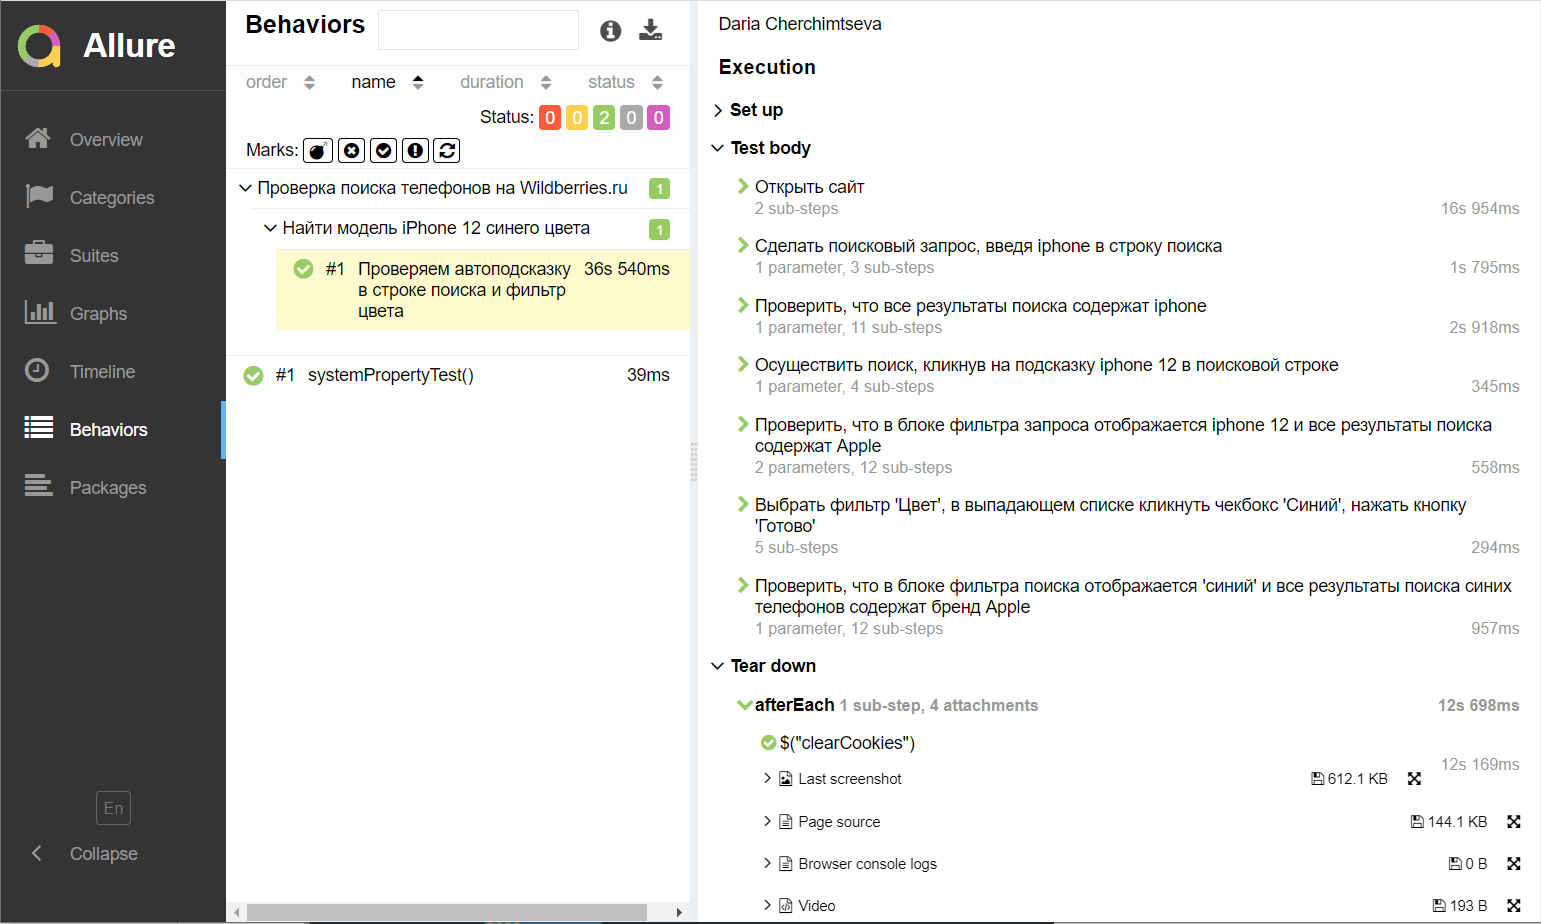 Allure
Overview
Categories
Suites
Graphs
Timeline
Behaviors
Packages
En
Collapse
Behaviors
order name duration status
Status: 0 0 2 0 0
Marks:
Проверка поиска телефонов на Wildberries.ru 1
Найти модель iPhone 12 синего цвета 1
#1 Проверяем автоподсказку 36s 540ms
в строке поиска и фильтр
цвета
#1 systemPropertyTest() 39ms
Daria Cherchimtseva
Execution
Set up
Test body
Открыть сайт
2 sub-steps 16s 954ms
Сделать поисковый запрос, введя iphone в строку поиска
1 parameter, 3 sub-steps 1s 795ms
Проверить, что все результаты поиска содержат iphone
1 parameter, 11 sub-steps 2s 918ms
Осуществить поиск, кликнув на подсказку iphone 12 в поисковой строке
1 parameter, 4 sub-steps 345ms
Проверить, что в блоке фильтра запроса отображается iphone 12 и все результаты поиска
содержат Apple
2 parameters, 12 sub-steps 558ms
Выбрать фильтр 'Цвет', в выпадающем списке кликнуть чекбокс 'Синий', нажать кнопку
'Готово'
5 sub-steps 294ms
Проверить, что в блоке фильтра поиска отображается 'синий' и все результаты поиска синих
телефонов содержат бренд Apple
1 parameter, 12 sub-steps 957ms
Tear down
afterEach 1 sub-step, 4 attachments 12s 698ms
$("clearCookies")
12s 169ms
Last screenshot 612.1 KB
Page source 144.1 KB
Browser console logs 0 B
Video 193 B